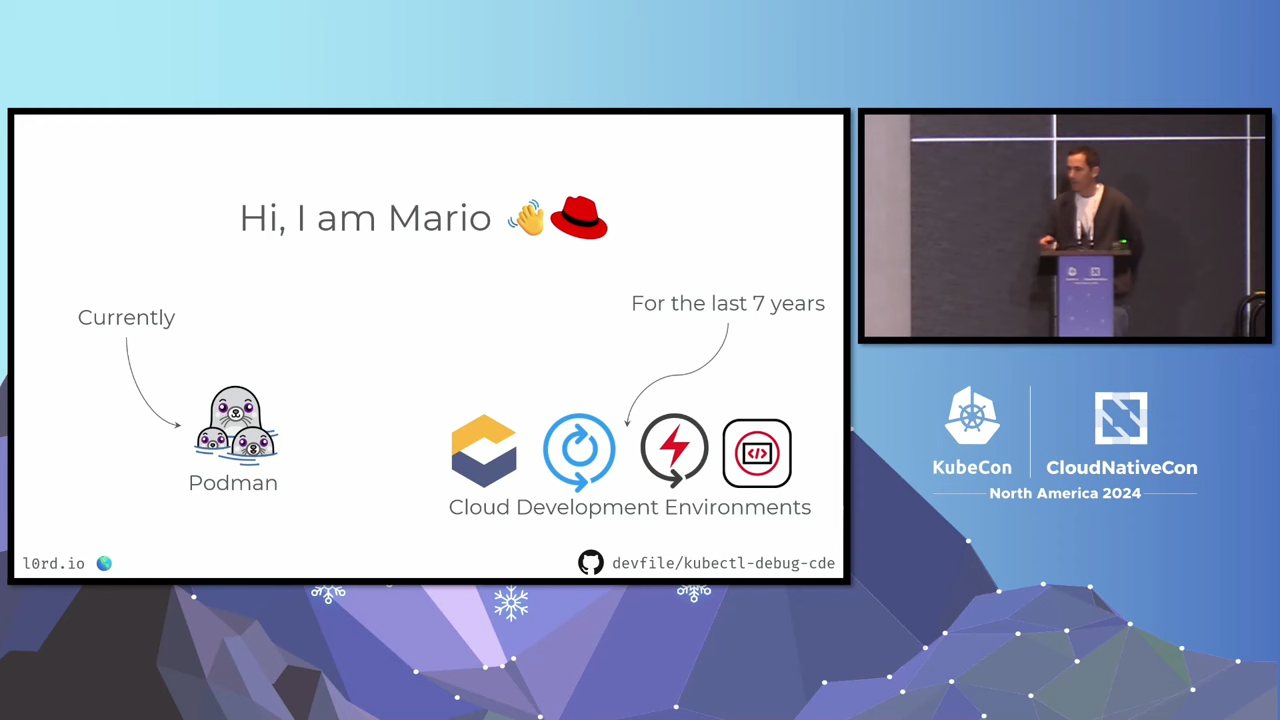 Hi, I am Mario
Currently
For the last 7 years
Podman
Cloud Development Environments
l0rd.io
devfile/kubectl-debug-cde
KubeCon
CloudNativeCon
North America 2024